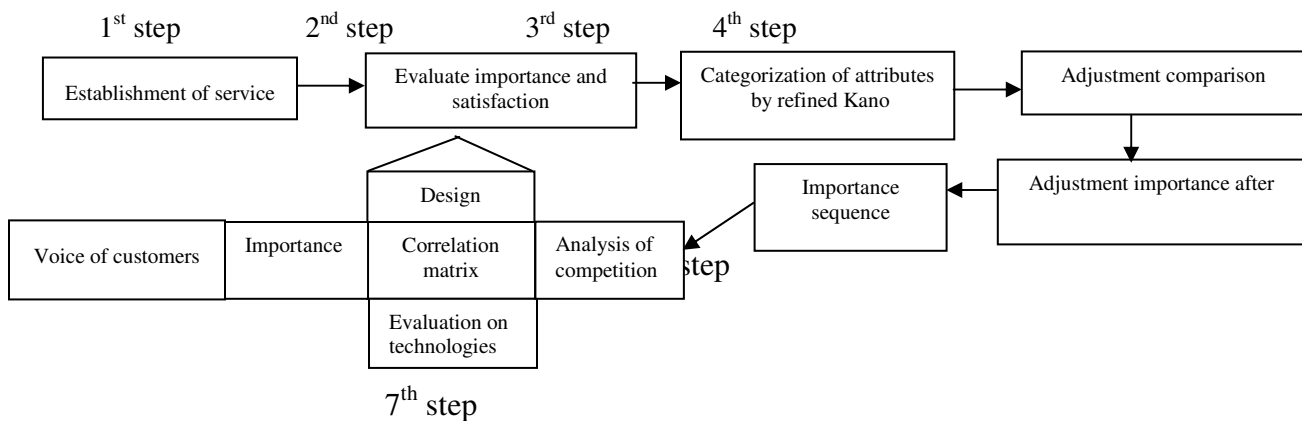 1st step
2nd step
3rd step
4th step
Establishment of service
Evaluate importance and
satisfaction
Categorization of attributes
by refined Kano
Adjustment comparison
Adjustment importance after
Importance
sequence
Design
Voice of customers
Importance
Correlation
matrix
Analysis of
competition
step
Evaluation on
technologies
7th step